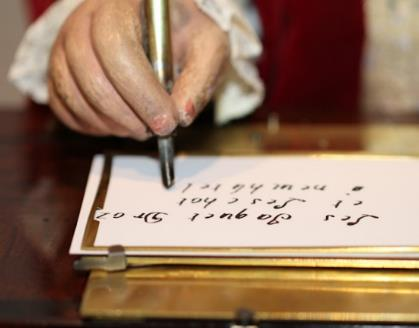 Les Jaquet Droz
et Leschot
à neuchâtel